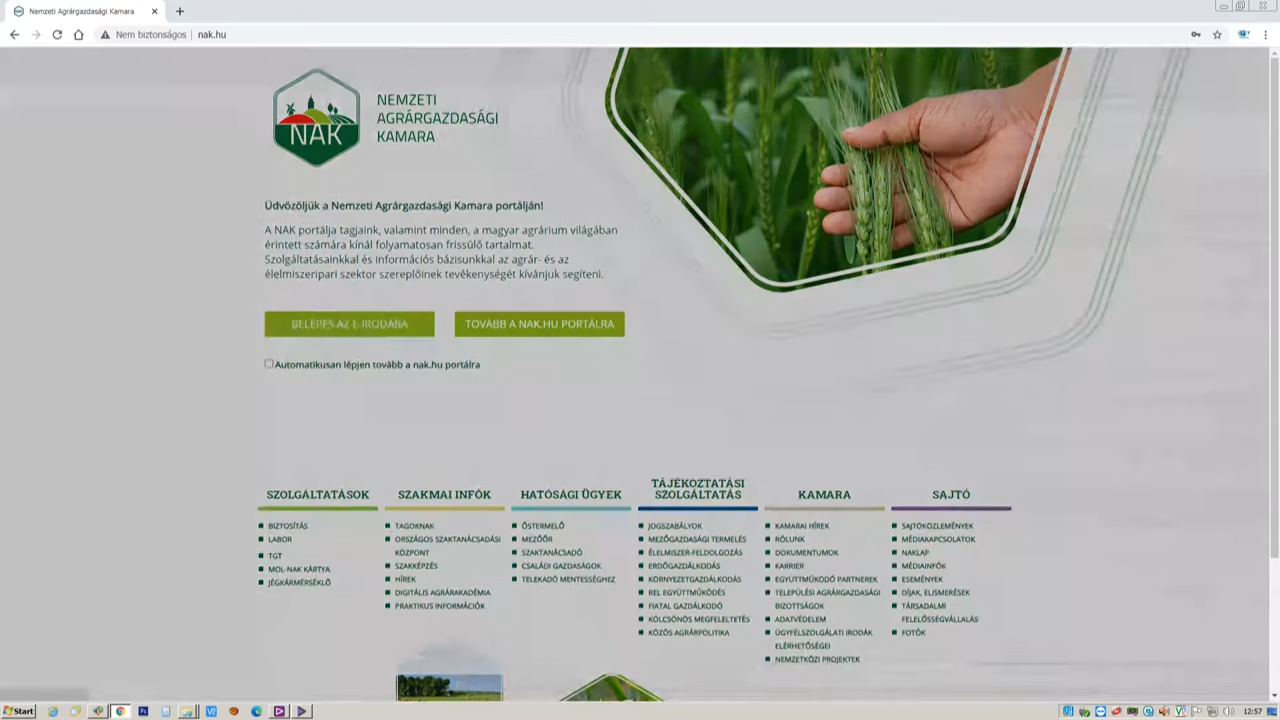 Nemzeti Agrárgazdasági Kamara
Nem biztonságos | nak.hu
NAK
NEMZETI
AGRÁRGAZDASÁGI
KAMARA
Üdvözöljük a Nemzeti Agrárgazdasági Kamara portálján!
A NAK portálja tagjaink, valamint minden, a magyar agrárium világában
érintett számára kínál folyamatosan frissülő tartalmat.
Szolgáltatásainkkal és információs bázisunkkal az agrár- és az
élelmiszeripari szektor szereplőinek tevékenységét kívánjuk segíteni.
BELÉPÉS AZ E-IRODÁBA
TOVÁBB A NAK.HU PORTÁLRA
Automatikusan lépjen tovább a nak.hu portálra
SZOLGÁLTATÁSOK
BIZTOSÍTÁS
LABOR
TGT
MOL-NAK KÁRTYA
JÉGKÁRMÉRSÉKLŐ
SZAKMAI INFÓK
TAGOKNAK
ORSZÁGOS SZAKTANÁCSADÁSI
KÖZPONT
SZAKKÉPZÉS
HÍREK
DIGITÁLIS AGRÁRAKADÉMIA
PRAKTIKUS INFORMÁCIÓK
HATÓSÁGI ÜGYEK
ŐSTERMELŐ
MEZŐŐR
SZAKTANÁCSADÓ
CSALÁDI GAZDASÁGOK
TELEKADÓ MENTESSÉGHEZ
TÁJÉKOZTATÁSI
SZOLGÁLTATÁS
JOGSZABÁLYOK
MEZŐGAZDASÁGI TERMELÉS
ÉLELMISZER-FELDOLGOZÁS
ERDŐGAZDÁLKODÁS
KÖRNYEZETGAZDÁLKODÁS
REL EGYÜTTMŰKÖDÉS
FIATAL GAZDÁLKODÓ
KÖLCSÖNÖS MEGFELELTETÉS
KÖZÖS AGRÁRPOLITIKA
KAMARA
KAMARAI HÍREK
RÓLUNK
DOKUMENTUMOK
KARRIER
EGYÜTTMŰKÖDŐ PARTNEREK
TELEPÜLÉSI AGRÁRGAZDASÁGI
BIZOTTSÁGOK
ADATVÉDELEM
ÜGYFÉLSZOLGÁLATI IRODÁK
ELÉRHETŐSÉGEI
NEMZETKÖZI PROJEKTEK
SAJTÓ
SAJTÓKÖZLEMÉNYEK
MÉDIAKAPCSOLATOK
NAKLAP
MÉDIAINFÓK
ESEMÉNYEK
DÍJAK, ELISMERÉSEK
TÁRSADALMI
FELELŐSSÉGVÁLLALÁS
FOTÓK
Start
12:57